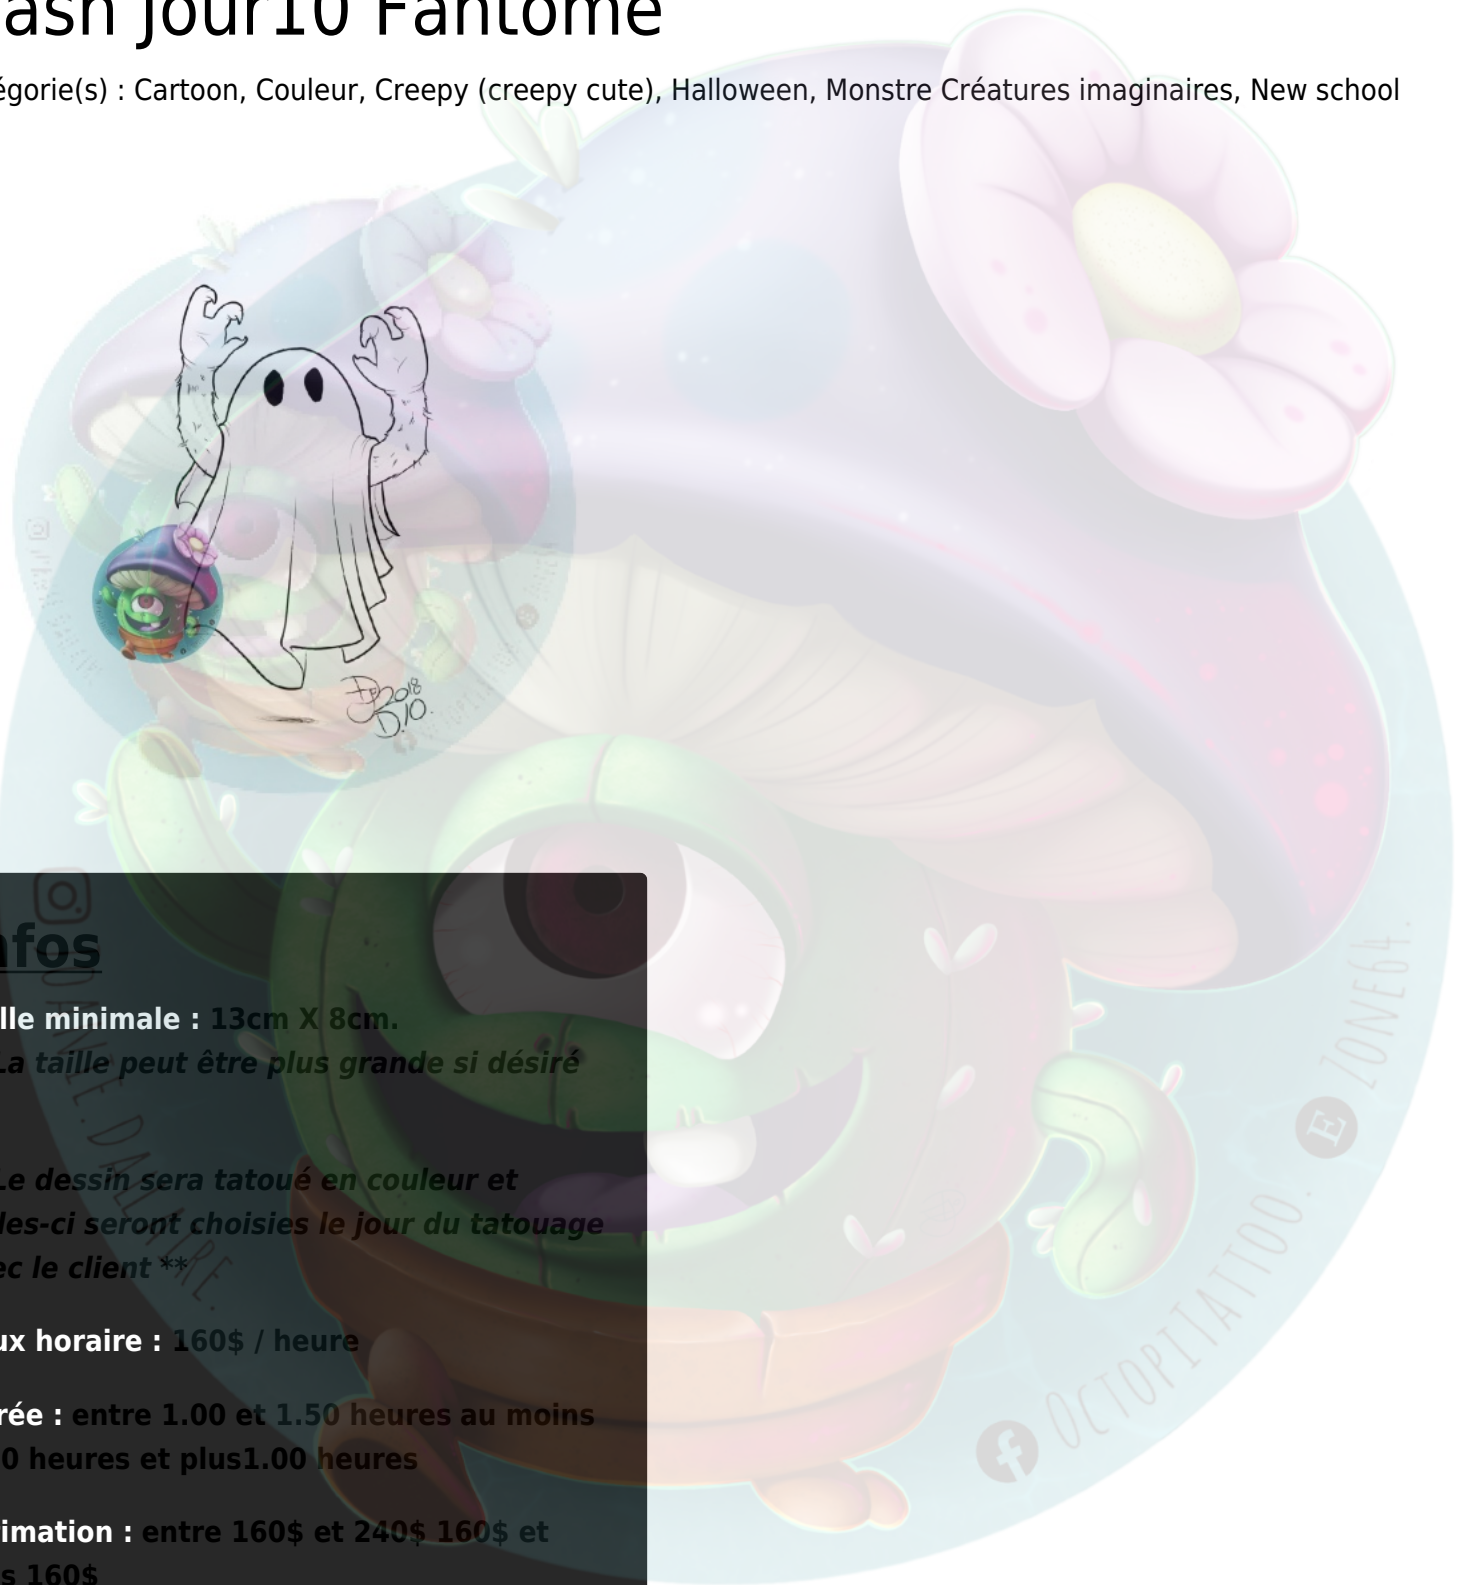 ash Jour10 Fantôme
égorie(s) : Cartoon, Couleur, Creepy (creepy cute), Halloween, Monstre Créatures imaginaires, New school
2018
D.10.
nfos
lle minimale : 13cm X 8cm.
La taille peut être plus grande si désiré
Le dessin sera tatoué en couleur et
les-ci seront choisies le jour du tatouage
ec le client **
ux horaire : 160$ / heure
rée : entre 1.00 et 1.50 heures au moins
0 heures et plus1.00 heures
imation : entre 160$ et 240$ 160$ et
s 160$
DALLAIRE.
OCTOPITATTOO.
E ZONE64.